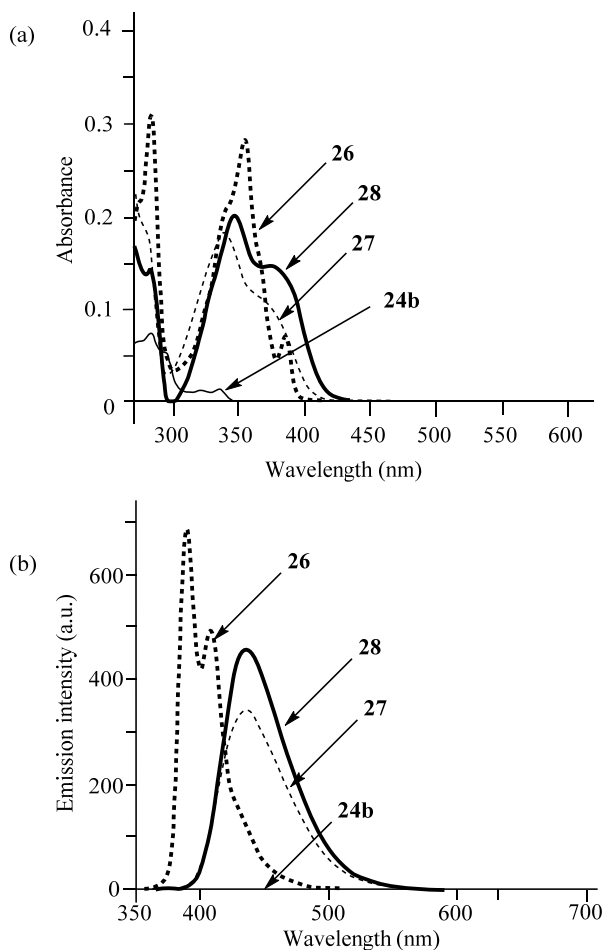 (a)
0.4
0.3
0.2
0.1
0
Absorbance
26
28
27
24b
300 350 400 450 500 550 600
Wavelength (nm)
(b)
600
400
200
0
Emission intensity (a.u.)
26
28
27
24b
350 400 500 600 700
Wavelength (nm)